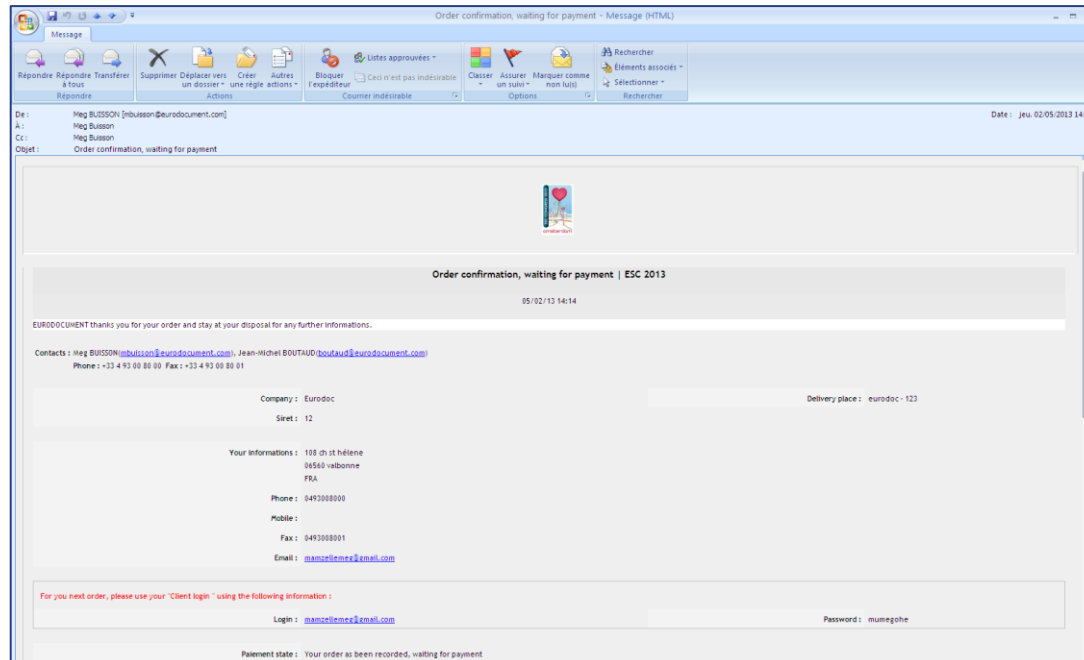 Order confirmation, waiting for payment - Message (HTML)
Message
Répondre Répondre à tous Transférer
Supprimer Déplacer vers un dossier Créer une règle Autres actions
Bloquer l'expéditeur
Listes approuvées
Ceci n'est pas indésirable
Classer Assurer un suivi Marquer comme non lu(s)
Rechercher
Éléments associés
Sélectionner
Répondre Actions Courrier indésirable Options Rechercher
De : Meg BUISSON [mbuisson@eurodocument.com] Date : jeu. 02/05/2013 14:
À : Meg Buisson
Cc : Meg Buisson
Objet : Order confirmation, waiting for payment
Order confirmation, waiting for payment | ESC 2013
05/02/13 14:14
EURODOCUMENT thanks you for your order and stay at your disposal for any further informations.
Contacts : Meg BUISSON(mbuisson@eurodocument.com), Jean-Michel BOUTAUD(boutaud@eurodocument.com)
Phone : +33 4 93 00 80 00 Fax : +33 4 93 00 80 01
Company : Eurodoc Delivery place : eurodoc - 123
Siret : 12
Your informations : 108 ch st hélene
06560 valbonne
FRA
Phone : 0493008000
Mobile :
Fax : 0493008001
Email : mamzellemeg@gmail.com
For you next order, please use your "Client login " using the following information :
Login : mamzellemeg@gmail.com Password : mumegohe
Paiement state : Your order as been recorded, waiting for payment